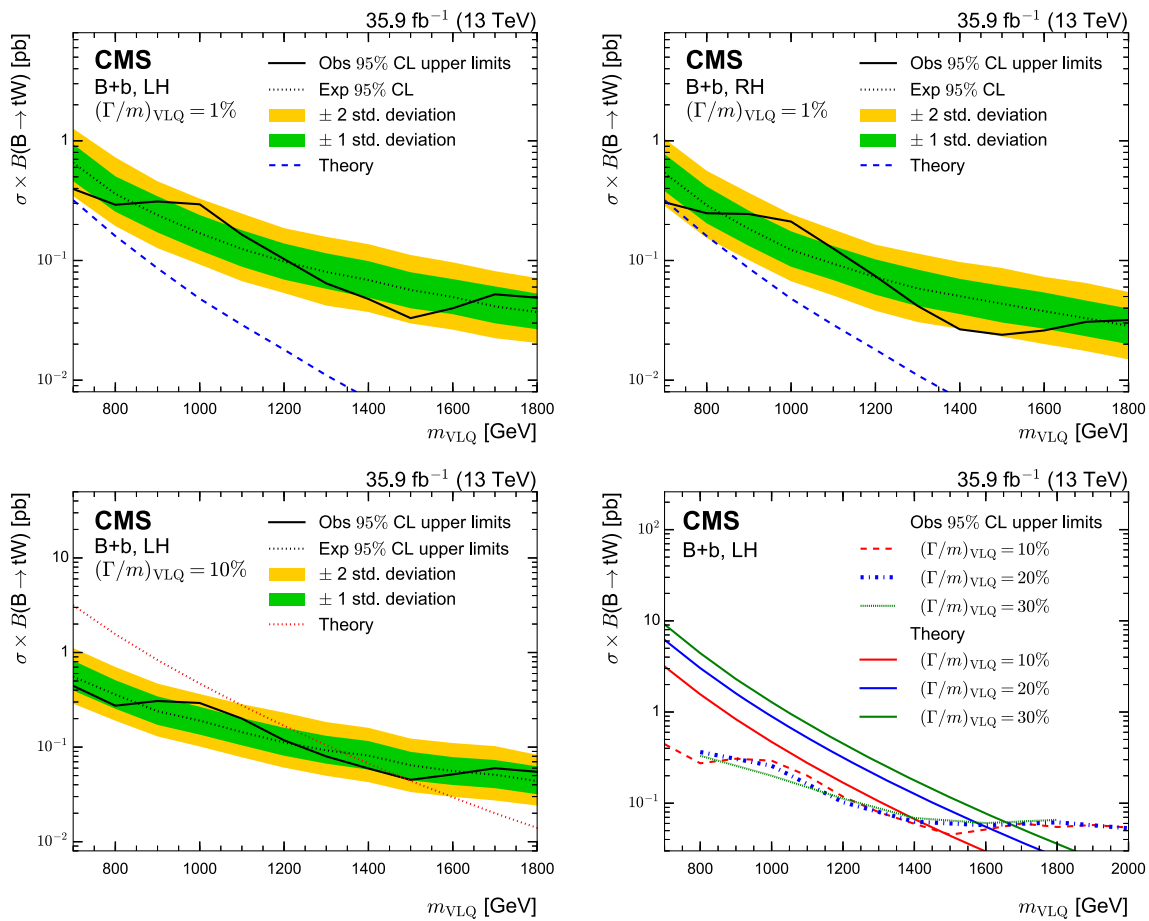 35.9 fb⁻¹ (13 TeV)
CMS
B+b, LH
(Γ/m)VLQ = 1%
Obs 95% CL upper limits
Exp 95% CL
± 2 std. deviation
± 1 std. deviation
Theory
σ × B(B → tW) [pb]
1
10⁻¹
10⁻²
800 1000 1200 1400 1600 1800
mVLQ [GeV]
35.9 fb⁻¹ (13 TeV)
CMS
B+b, RH
(Γ/m)VLQ = 1%
Obs 95% CL upper limits
Exp 95% CL
± 2 std. deviation
± 1 std. deviation
Theory
σ × B(B → tW) [pb]
1
10⁻¹
10⁻²
800 1000 1200 1400 1600 1800
mVLQ [GeV]
35.9 fb⁻¹ (13 TeV)
CMS
B+b, LH
(Γ/m)VLQ = 10%
Obs 95% CL upper limits
Exp 95% CL upper limits
± 2 std. deviation
± 1 std. deviation
Theory
σ × B(B → tW) [pb]
10
1
10⁻¹
10⁻²
800 1000 1200 1400 1600 1800
mVLQ [GeV]
35.9 fb⁻¹ (13 TeV)
CMS
B+b, LH
Obs 95% CL upper limits
(Γ/m)VLQ = 10%
(Γ/m)VLQ = 20%
(Γ/m)VLQ = 30%
Theory
(Γ/m)VLQ = 10%
(Γ/m)VLQ = 20%
(Γ/m)VLQ = 30%
σ × B(B → tW) [pb]
10²
10
1
10⁻¹
800 1000 1200 1400 1600 1800 2000
mVLQ [GeV]